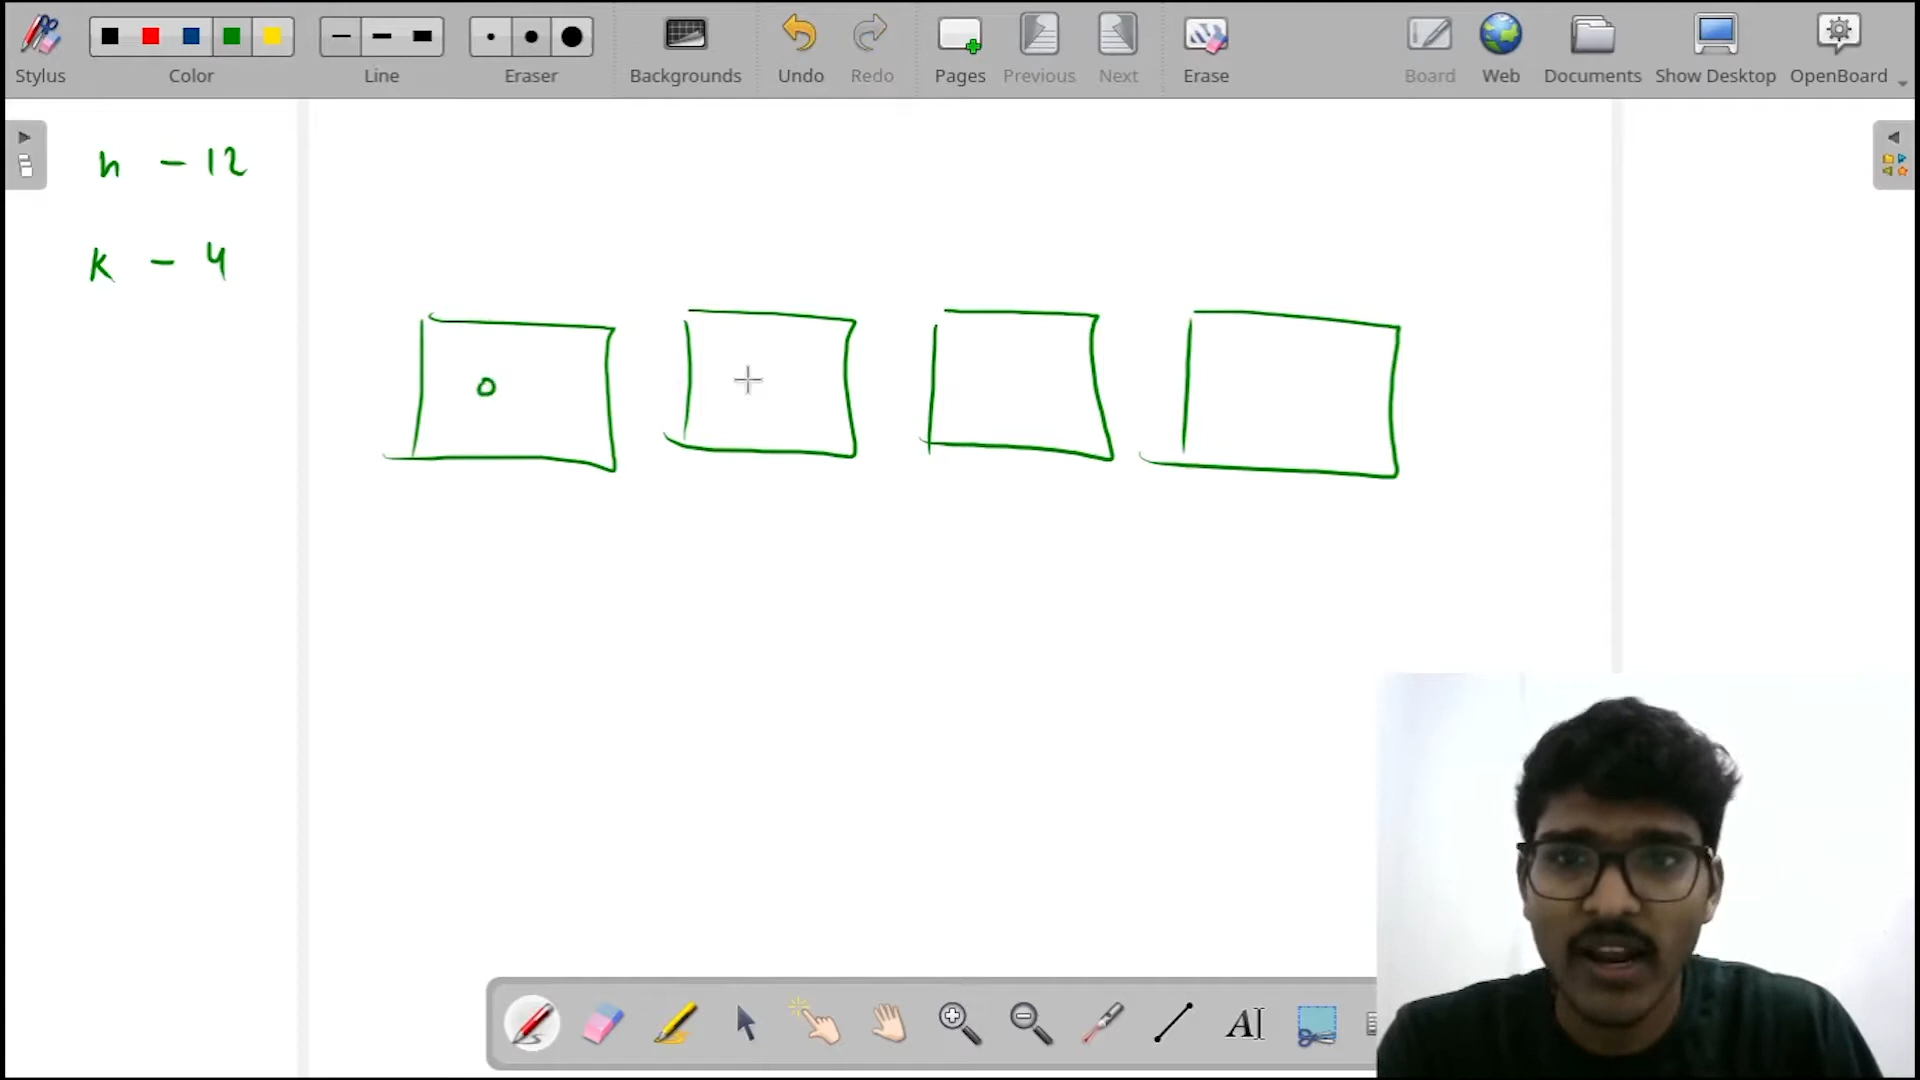 Stylus
Color
Line
Eraser
Backgrounds
Undo
Redo
Pages
Previous
Next
Erase
Board
Web
Documents
Show Desktop
OpenBoard
n - 12
k - 4
0
AI